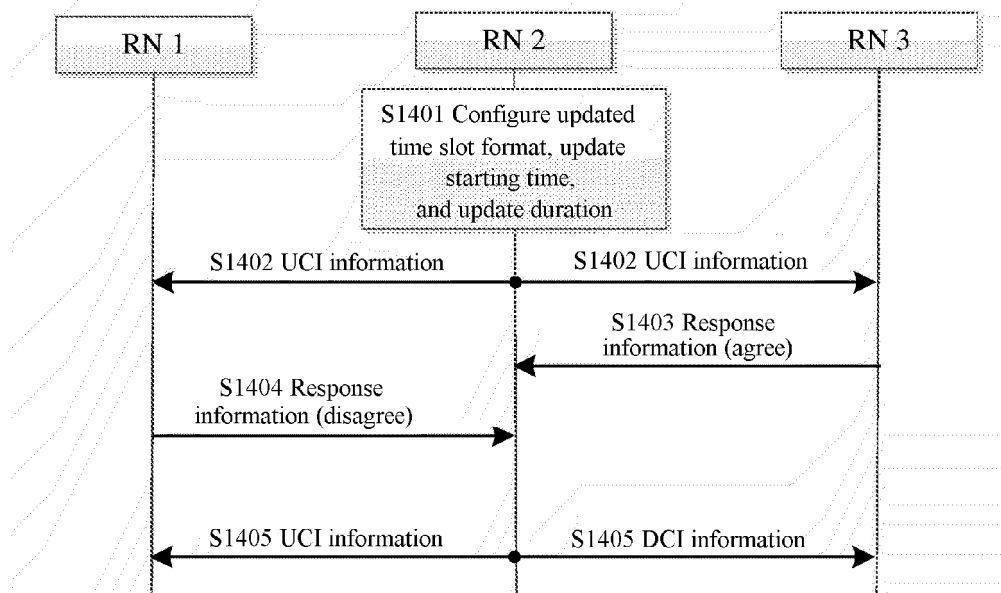 RN 1
RN 2
RN 3
S1401 Configure updated
time slot format, update
starting time,
and update duration
S1402 UCI information
S1402 UCI information
S1403 Response
information (agree)
S1404 Response
information (disagree)
S1405 UCI information
S1405 DCI information